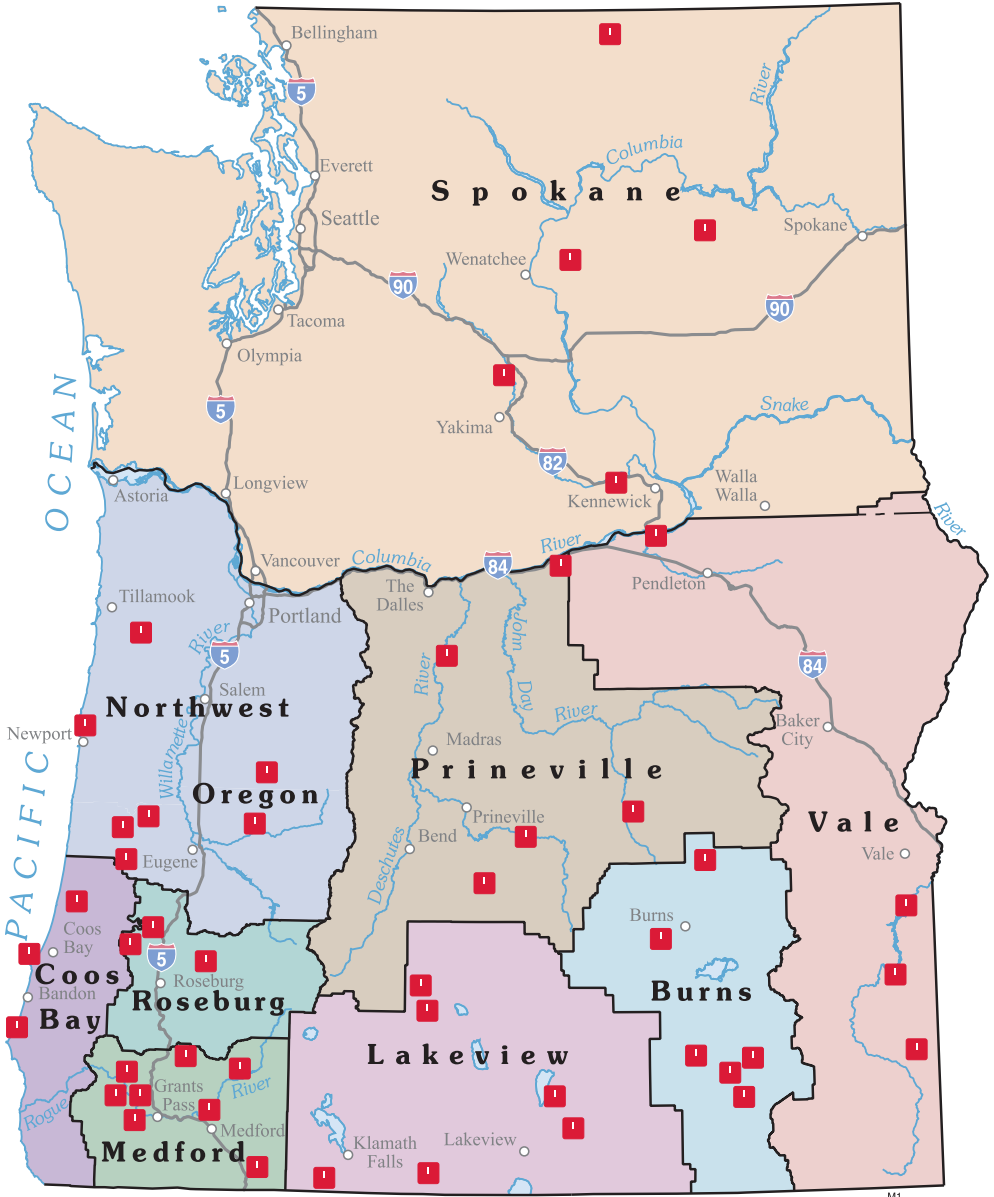 Bellingham
5
River
Everett
Columbia
Spokane
Seattle
Spokane
Wenatchee
90
90
Tacoma
Olympia
OCEAN
5
Snake
Yakima
82
Walla
Walla
Longview
Kennewick
Astoria
River
River
Vancouver
Columbia
84
The
Dalles
Pendleton
Tillamook
Portland
River
5
John
Day
River
84
River
Salem
Northwest
Newport
Willamette
Baker
City
Madras
Prineville
Oregon
PACIFIC
Prineville
Bend
Vale
Eugene
Vale
Deschutes
Coos
Bay
Burns
5
Coos
Bay
Roseburg
Roseburg
Bandon
Burns
Lakeview
Grants
Pass
River
Rogue
Medford
Medford
Klamath
Falls
Lakeview